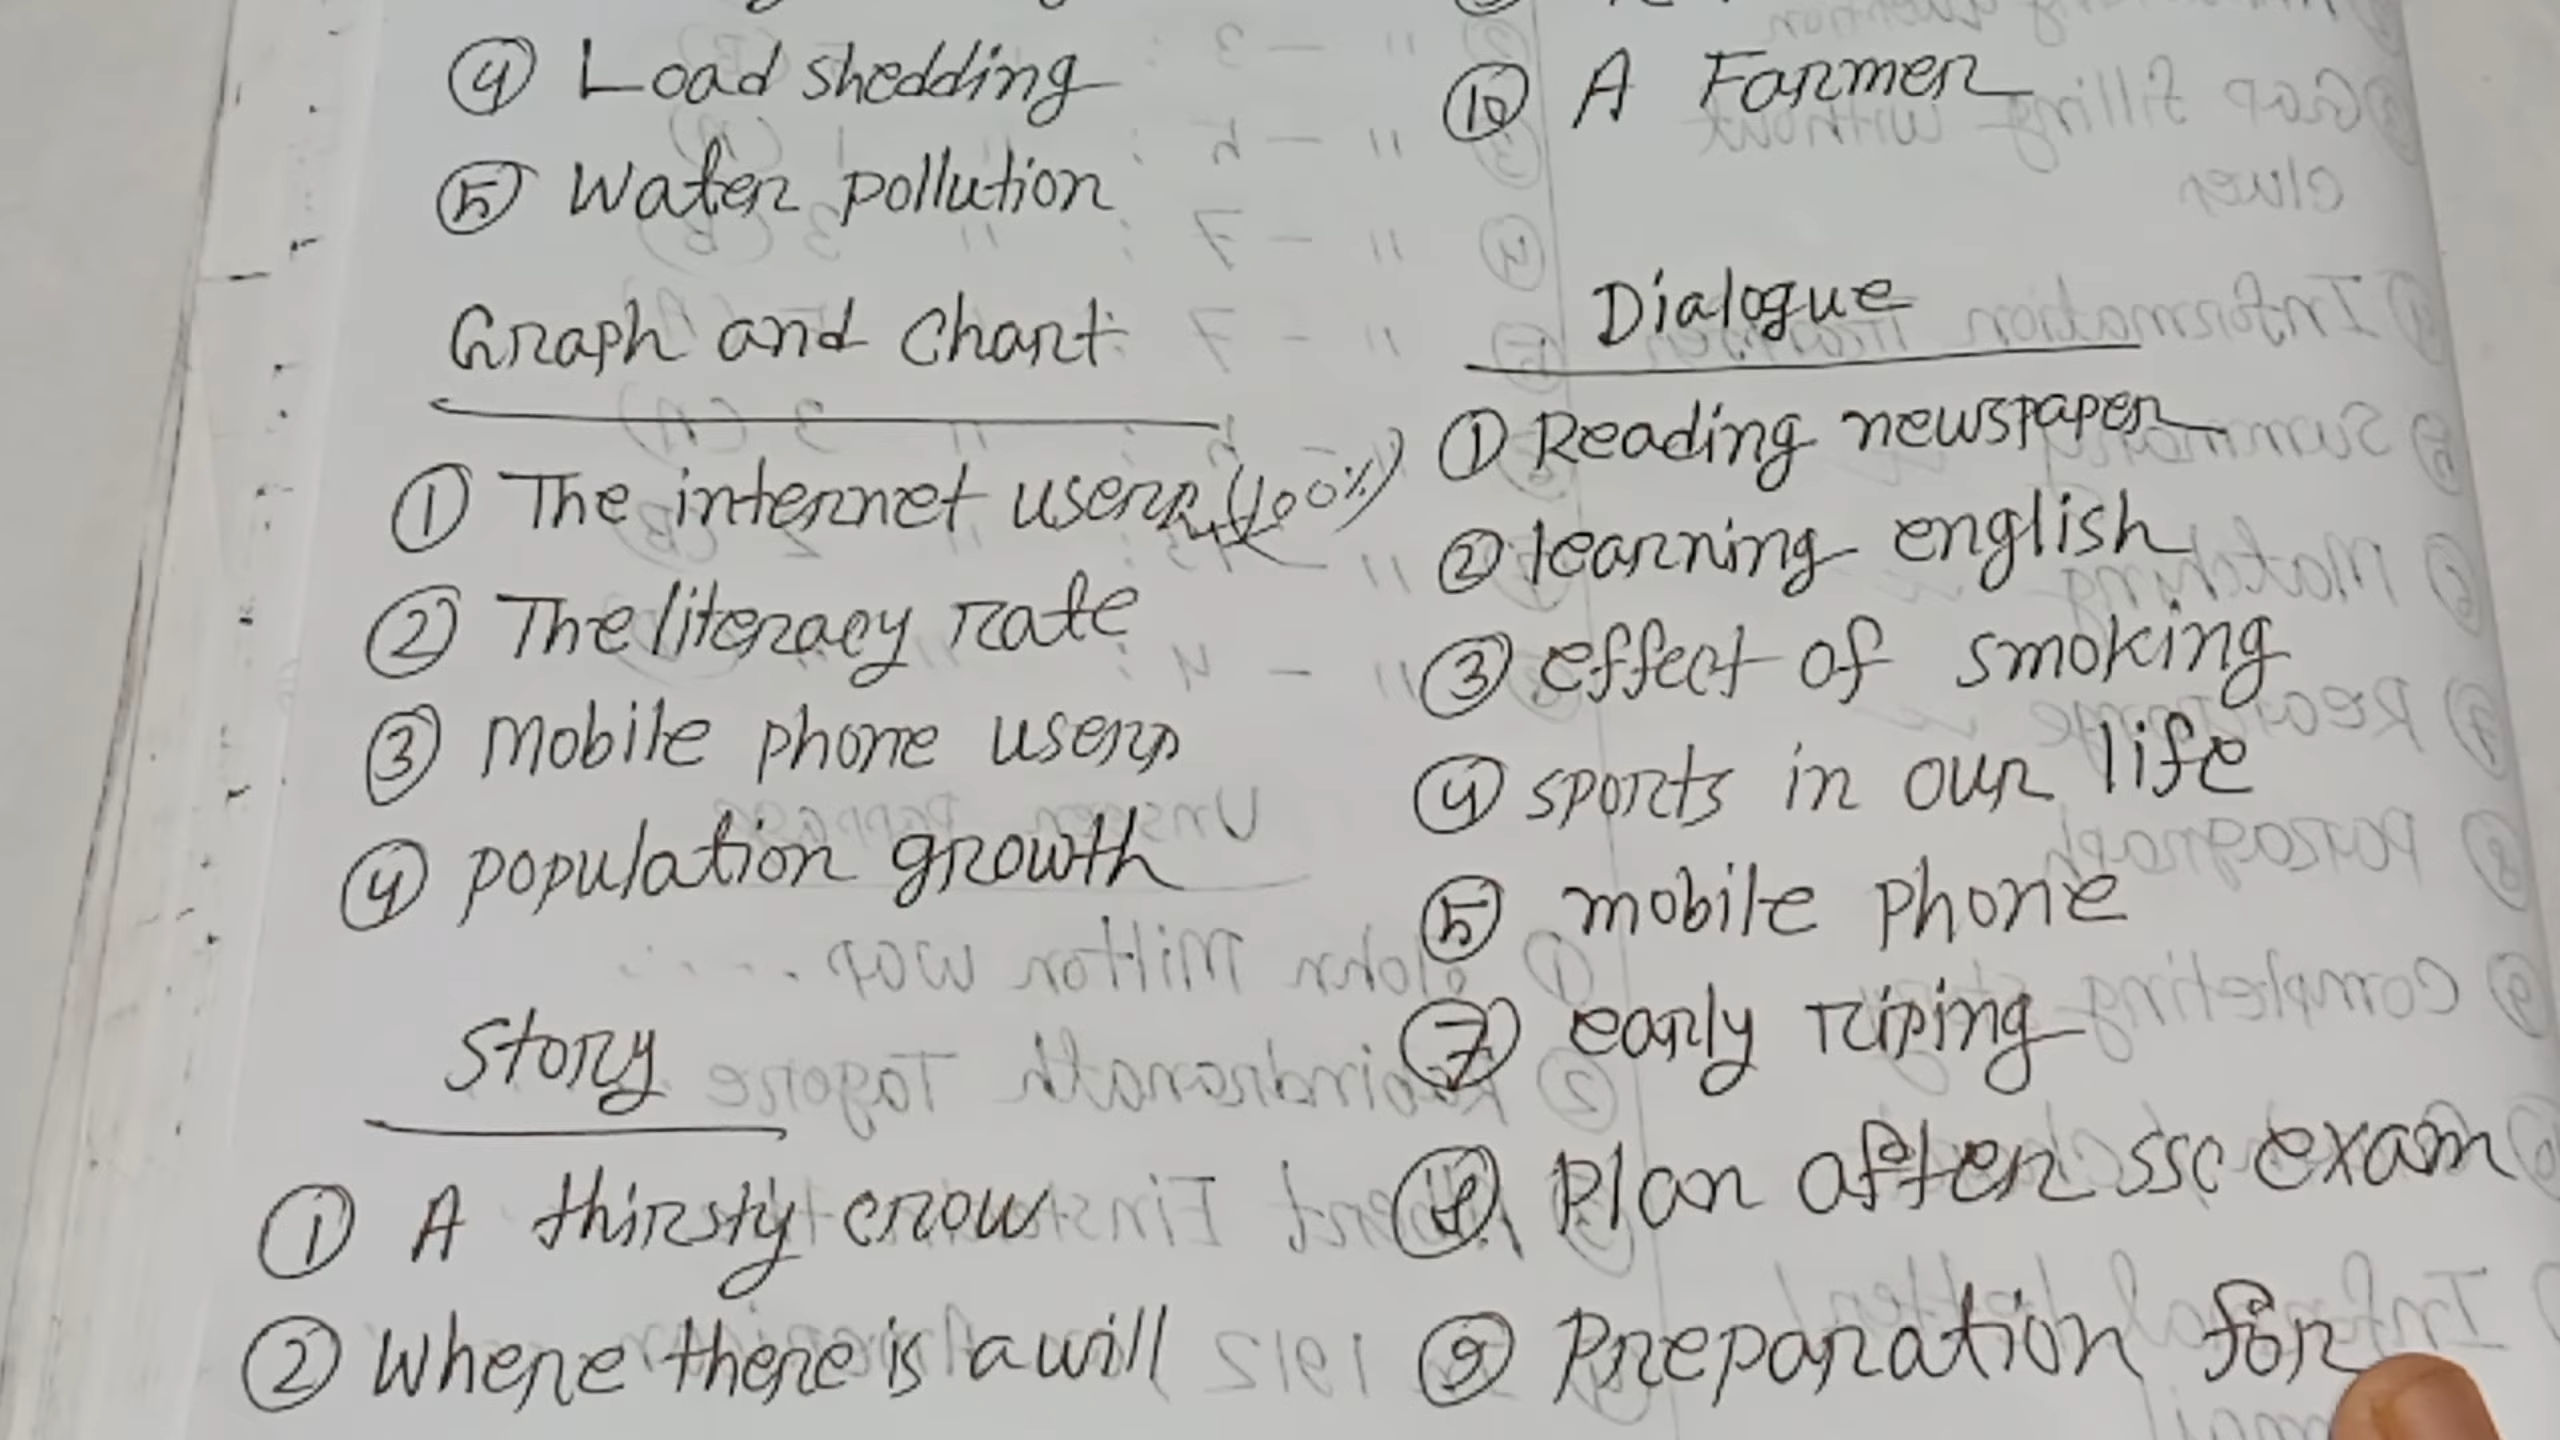 ④ Load shedding
⑤ Water pollution
Graph and Chart
① The internet users (100%)
② The literacy rate
③ Mobile phone users
④ population growth
Story
① A thirsty crow
② Where there is a will
⑩ A Farmer
Dialogue
① Reading newspaper
② learning english
③ effect of smoking
④ sports in our life
⑤ mobile phone
⑦ early rising
⑧ Plan after ssc exam
⑨ Preparation for